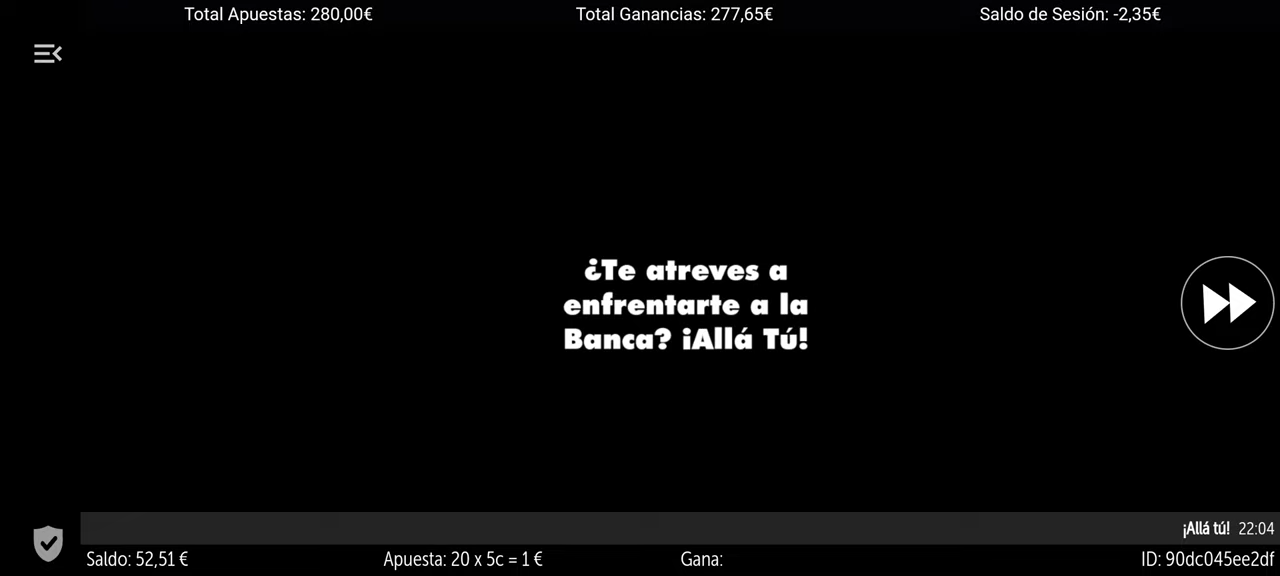 Total Apuestas: 280,00€ Total Ganancias: 277,65€ Saldo de Sesión: -2,35€
¿Te atreves a
enfrentarte a la
Banca? ¡Allá Tú!
¡Allá tú! 22:04
Saldo: 52,51 € Apuesta: 20 x 5c = 1 € Gana: ID: 90dc045ee2df